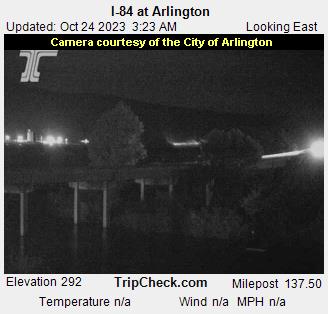 I-84 at Arlington
Updated: Oct 24 2023 3:23 AM Looking East
Camera courtesy of the City of Arlington
Elevation 292 TripCheck.com Milepost 137.50
Temperature n/a Wind n/a MPH n/a